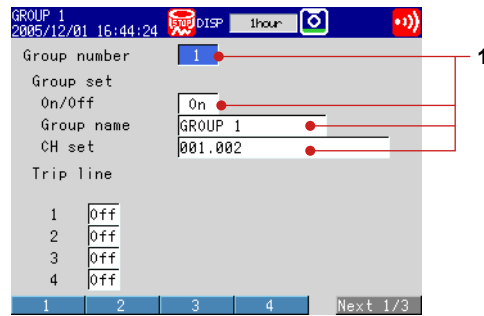 GROUP 1
2005/12/01 16:44:24 STOP DISP 1hour
Group number 1 1
Group set
On/Off On
Group name GROUP 1
CH set 001.002
Trip line
1 Off
2 Off
3 Off
4 Off
1 2 3 4 Next 1/3